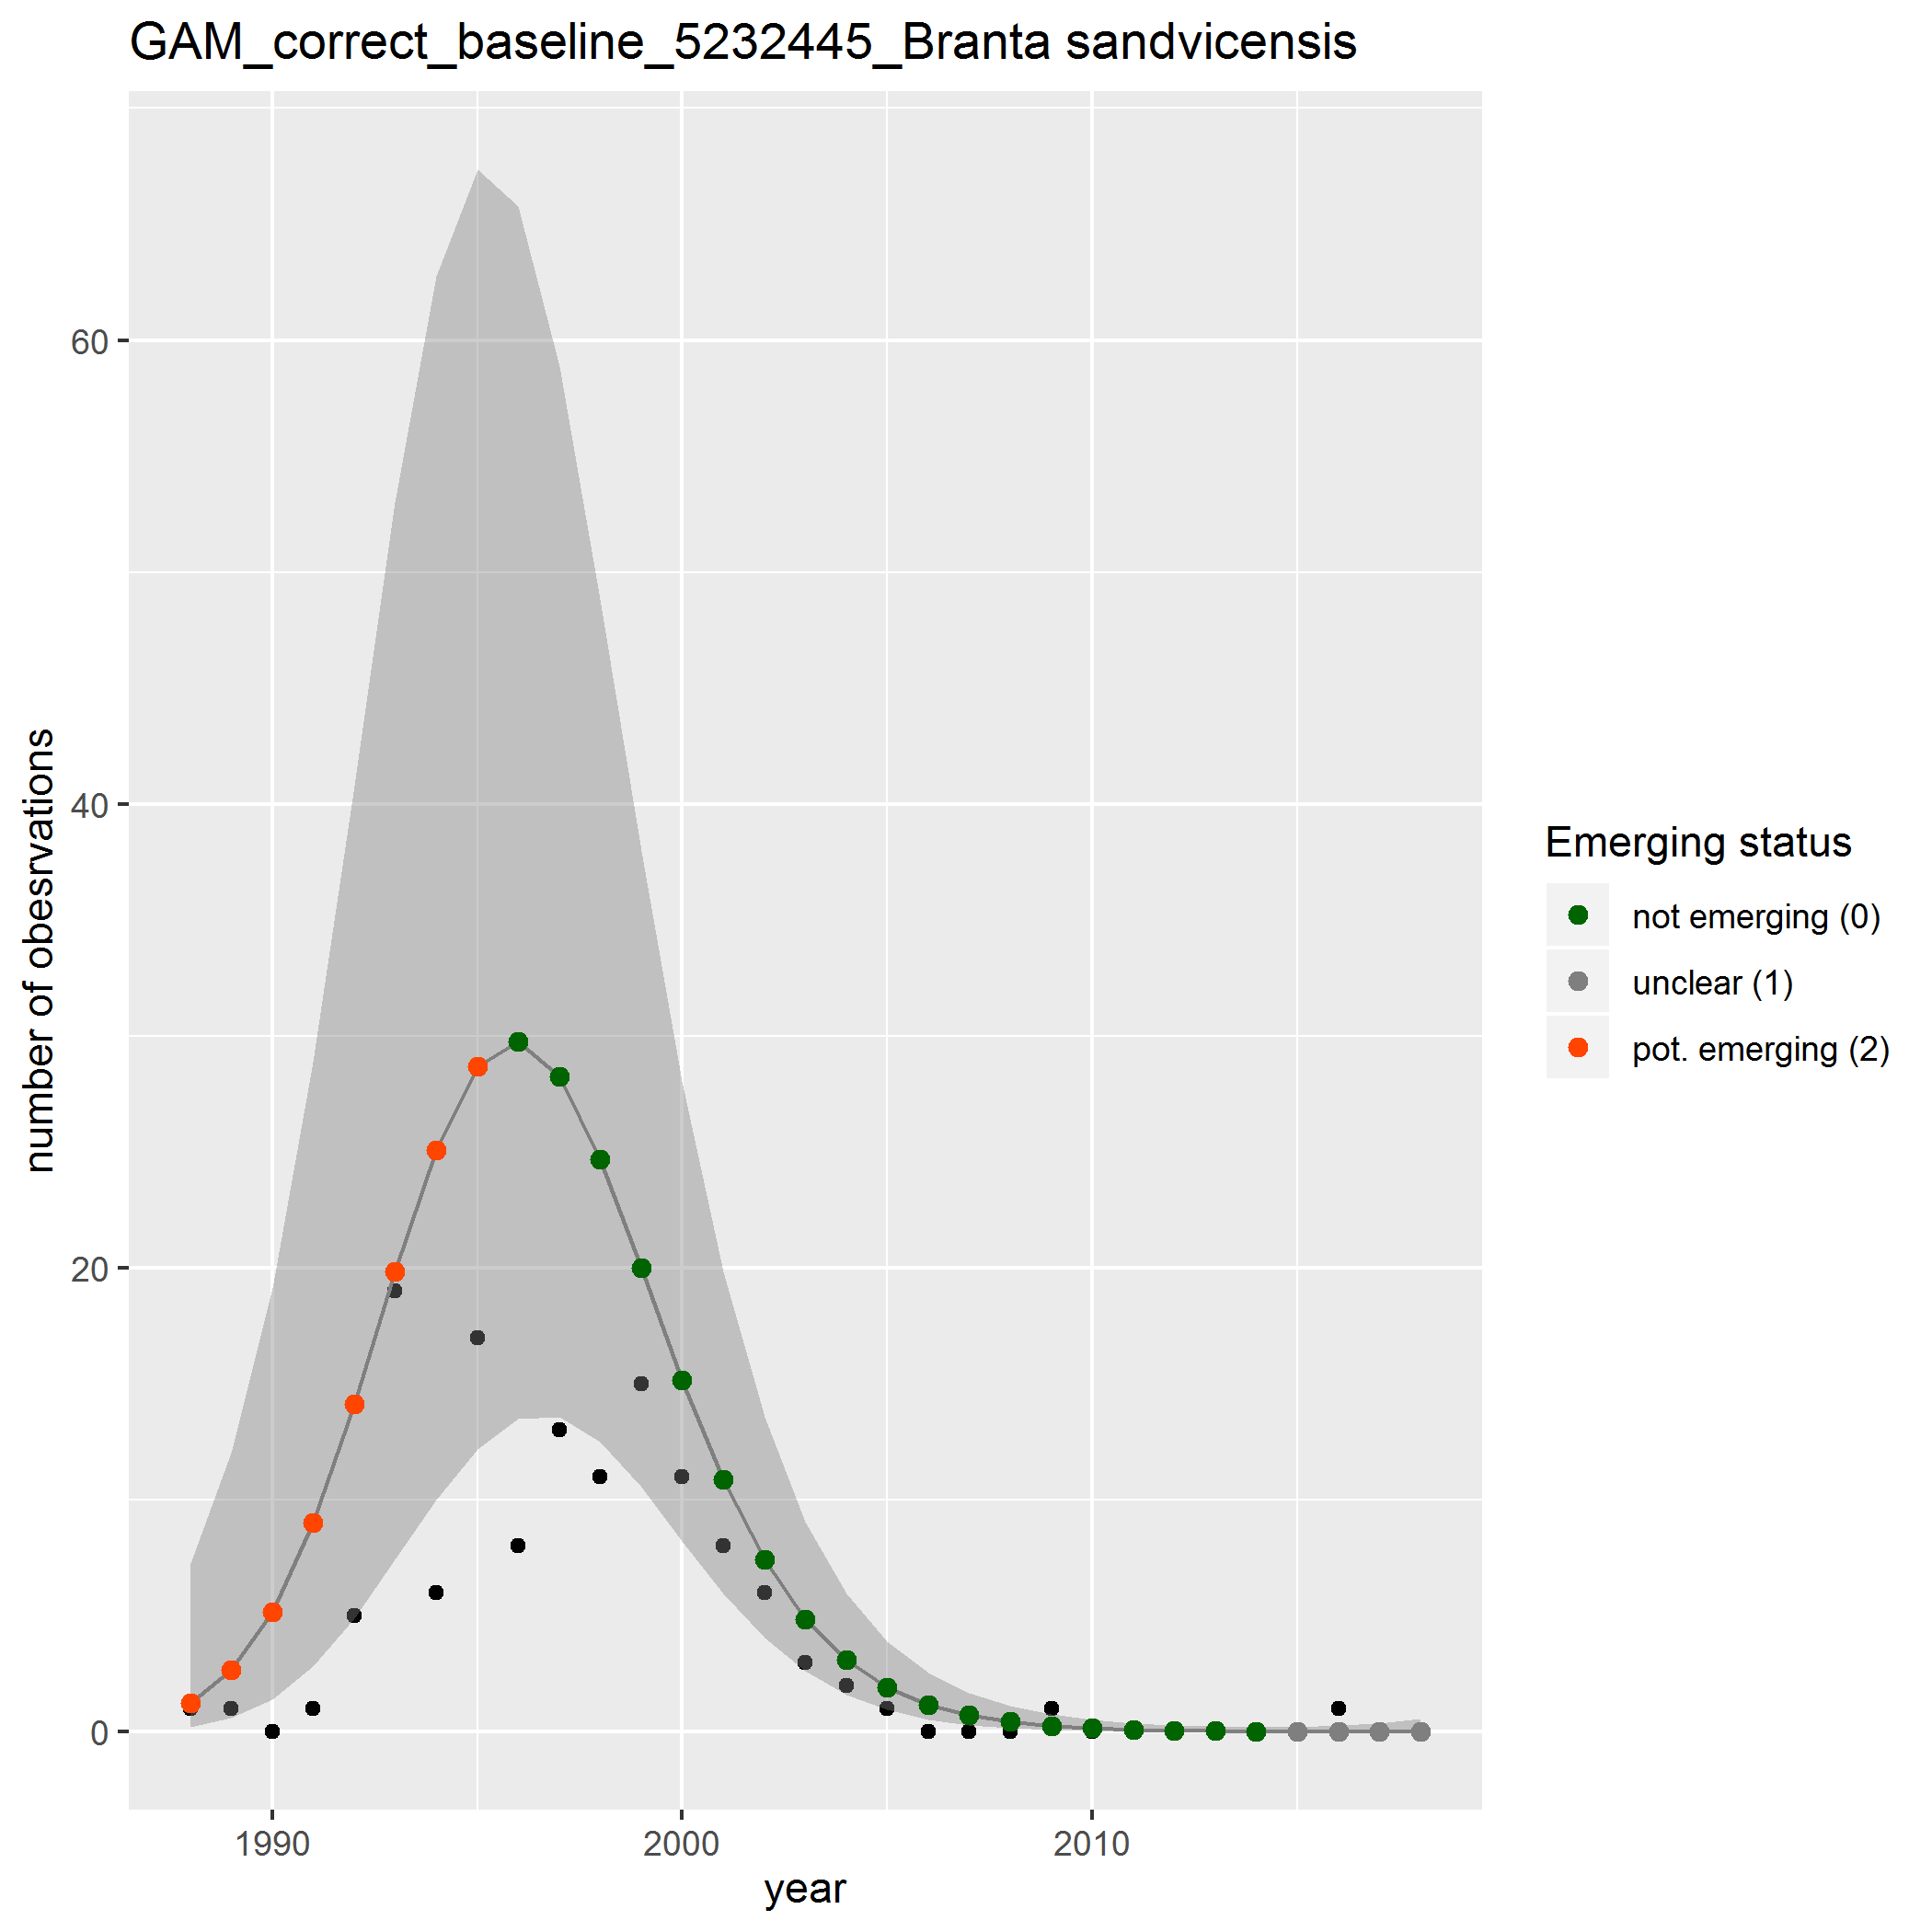 GAM_correct_baseline_5232445_Branta sandvicensis
number of obesrvations
60
40
20
0
1990
2000
2010
year
Emerging status
not emerging (0)
unclear (1)
pot. emerging (2)